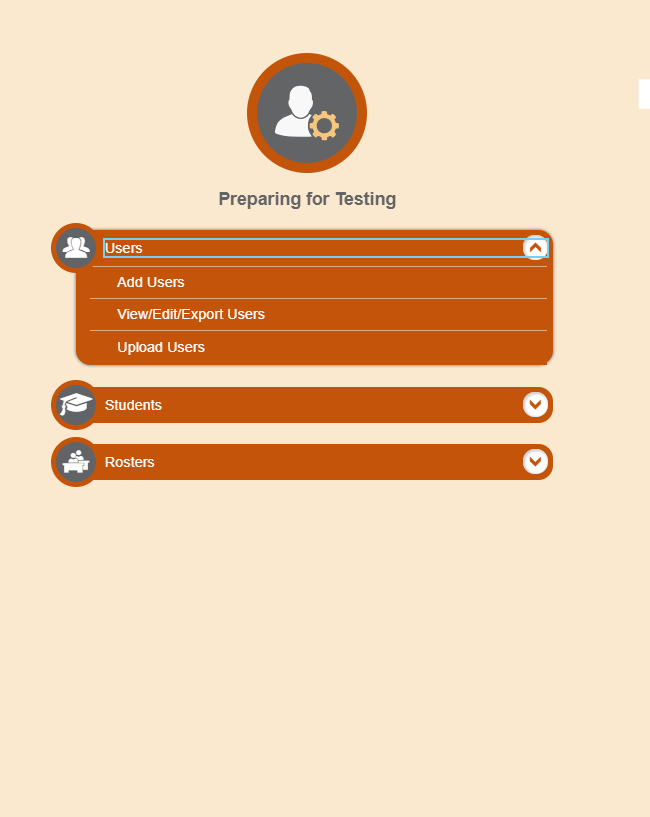 Preparing for Testing
Users
Add Users
View/Edit/Export Users
Upload Users
Students
Rosters